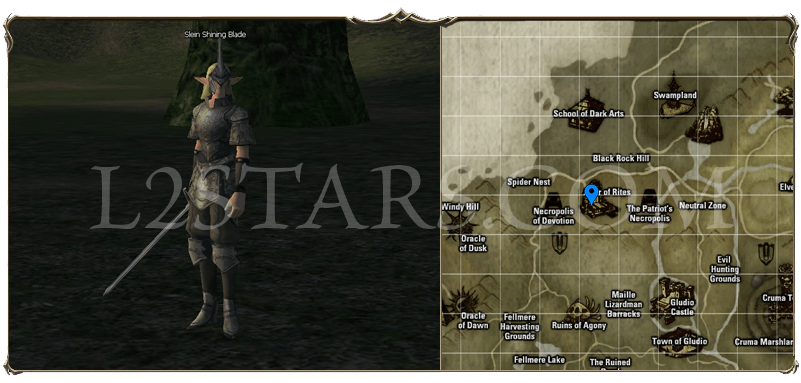 Slein Shining Blade
L2STARS.COM
School of Dark Arts
Swampland
Black Rock Hill
Spider Nest
r of Rites
Windy Hill
Necropolis
of Devotion
The Patriot's
Necropolis
Neutral Zone
Elve
Oracle
of Dusk
Evil
Hunting
Grounds
Maille
Lizardman
Barracks
Gludio
Castle
Cruma T
Oracle
of Dawn
Fellmere
Harvesting
Grounds
Ruins of Agony
Town of Gludio
Cruma Marshlar
Fellmere Lake
The Ruined